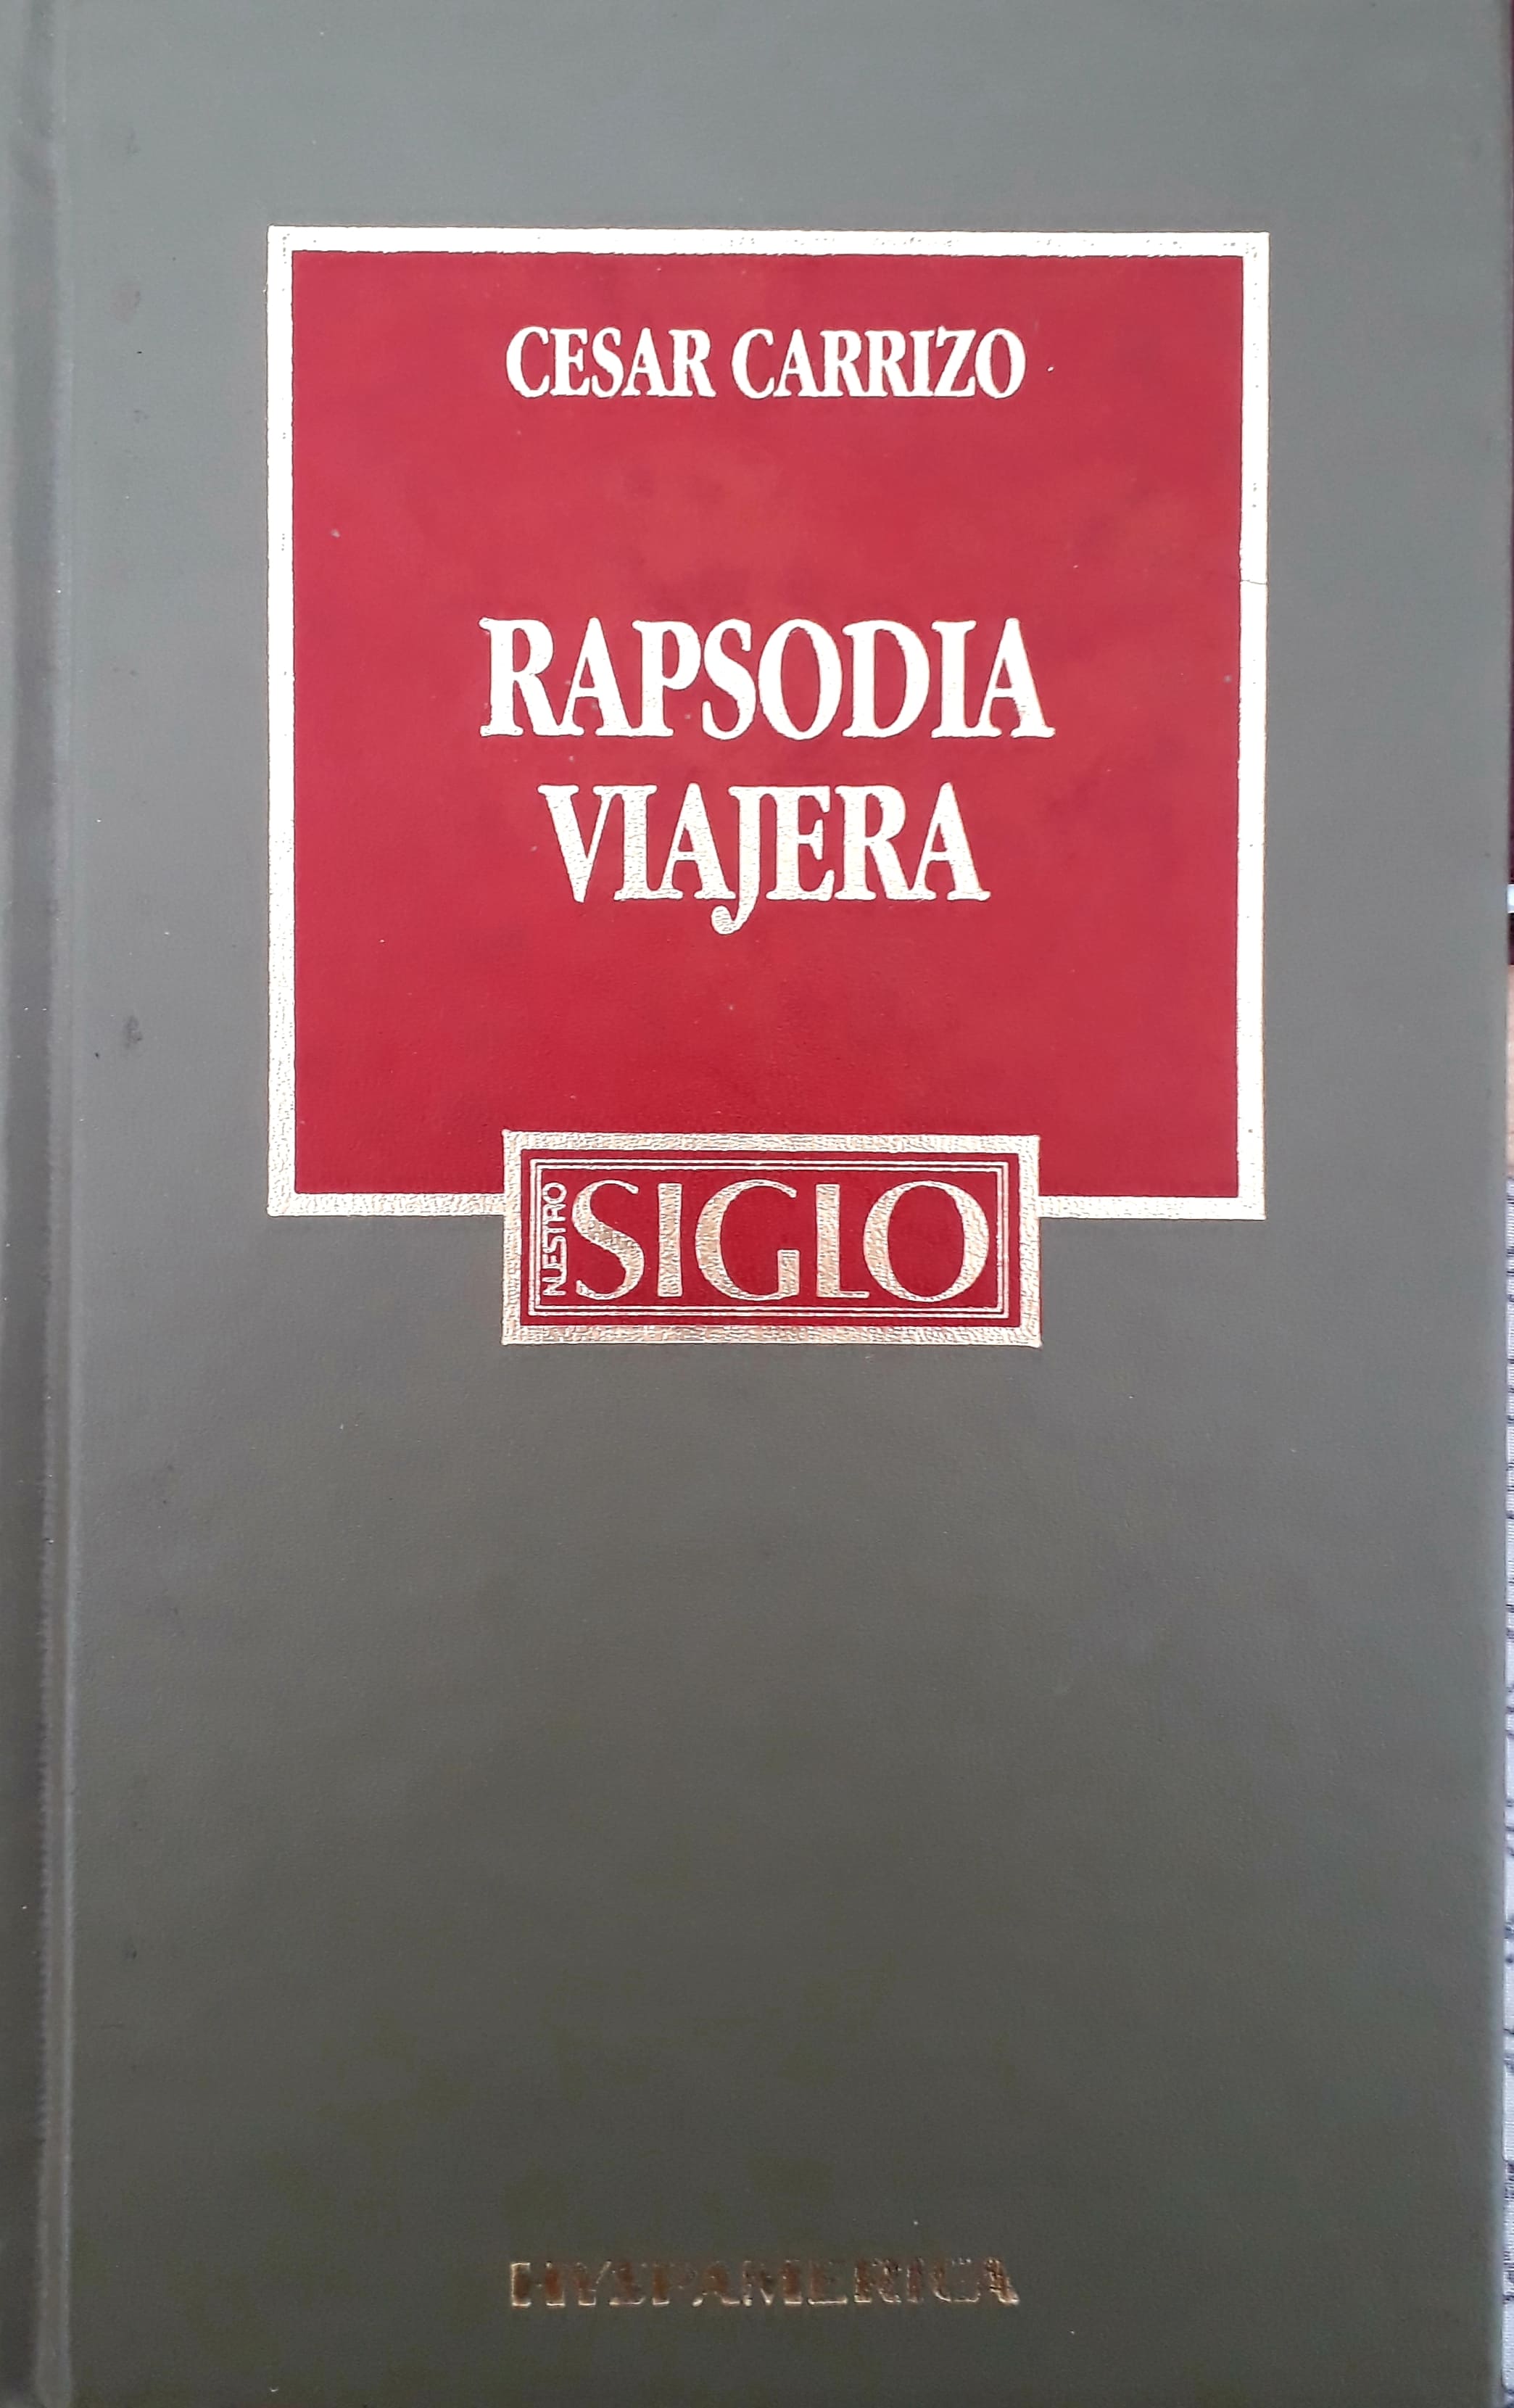 CESAR CARRIZO
RAPSODIA
VIAJERA
NUESTRO
SIGLO
HYSPAMERICA